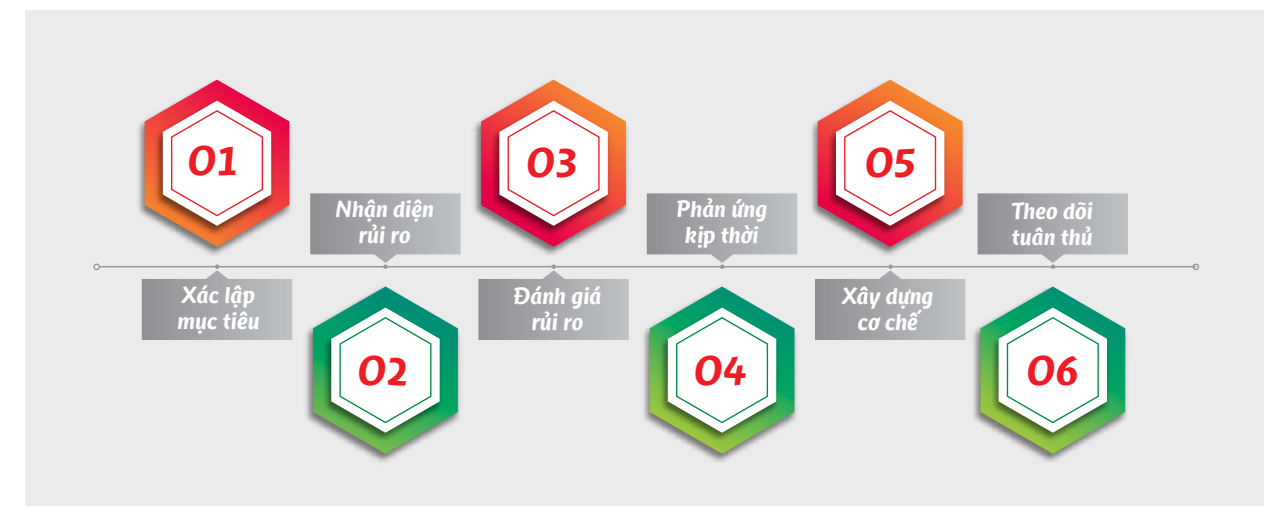 01
Xác lập
mục tiêu
Nhận diện
rủi ro
02
03
Đánh giá
rủi ro
Phản ứng
kịp thời
04
05
Xây dựng
cơ chế
Theo dõi
tuân thủ
06